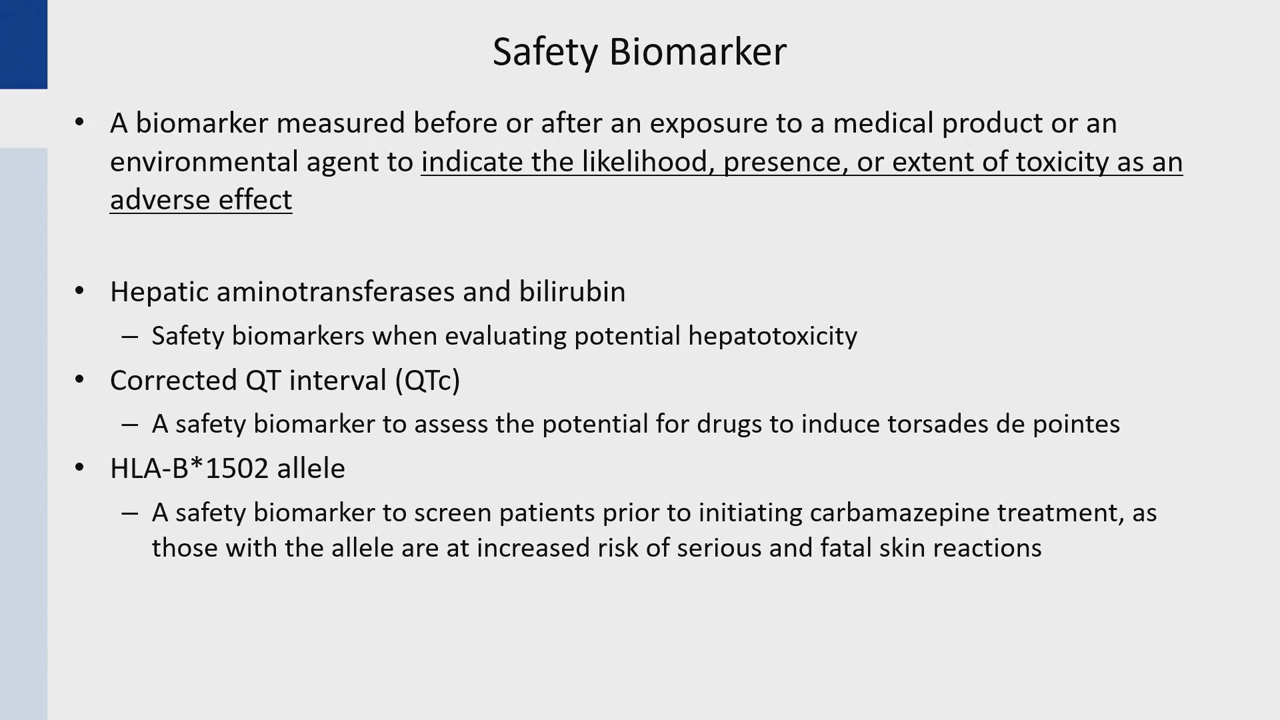 Safety Biomarker
• A biomarker measured before or after an exposure to a medical product or an
environmental agent to indicate the likelihood, presence, or extent of toxicity as an
adverse effect
• Hepatic aminotransferases and bilirubin
– Safety biomarkers when evaluating potential hepatotoxicity
• Corrected QT interval (QTc)
– A safety biomarker to assess the potential for drugs to induce torsades de pointes
• HLA-B*1502 allele
– A safety biomarker to screen patients prior to initiating carbamazepine treatment, as
those with the allele are at increased risk of serious and fatal skin reactions